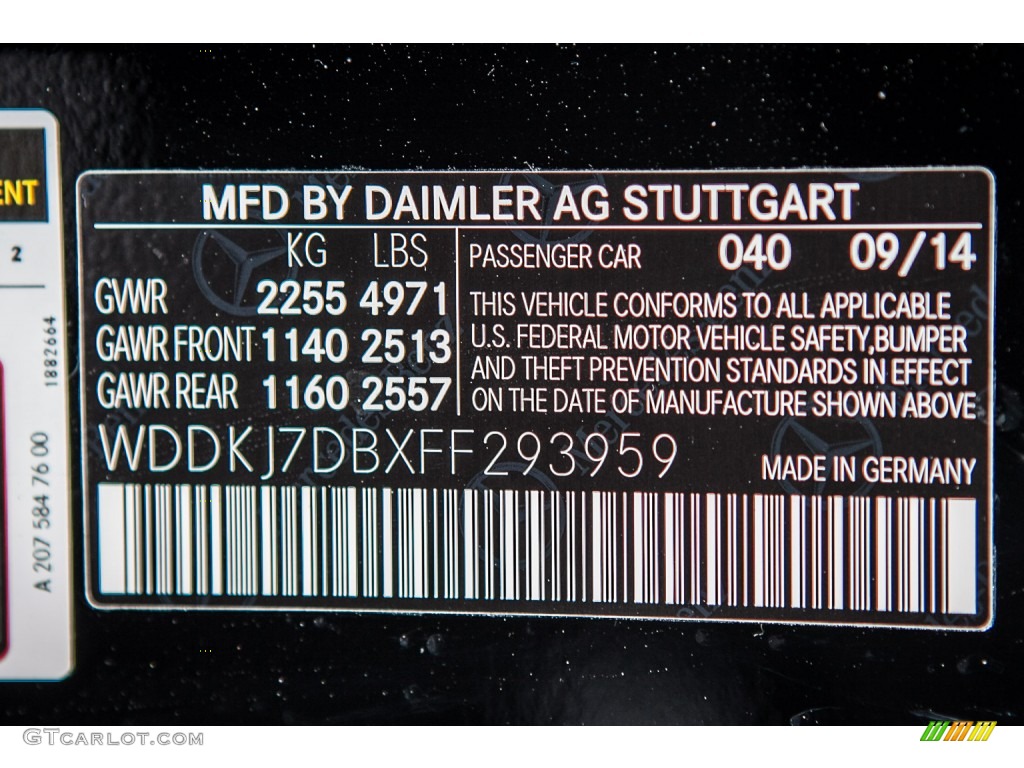 ENT
2
1882664
A 207 584 76 00
MFD BY DAIMLER AG STUTTGART
KG LBS
GVWR 2255 4971
GAWR FRONT 1140 2513
GAWR REAR 1160 2557
PASSENGER CAR 040 09/14
THIS VEHICLE CONFORMS TO ALL APPLICABLE
U.S. FEDERAL MOTOR VEHICLE SAFETY,BUMPER
AND THEFT PREVENTION STANDARDS IN EFFECT
ON THE DATE OF MANUFACTURE SHOWN ABOVE
WDDKJ7DBXFF293959
MADE IN GERMANY
GTCarlot.com